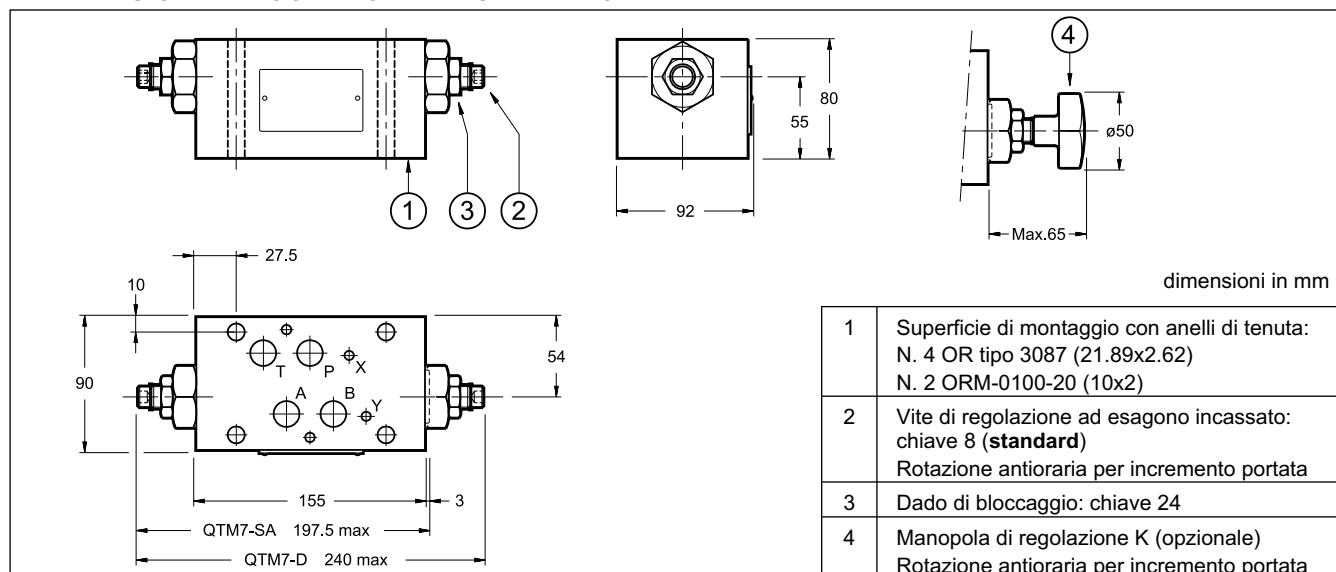 4
80
55
ø50
1
3
2
92
Max.65
27.5
10
dimensioni in mm
90
54
T
P
X
A
B
Y
155
3
QTM7-SA 197.5 max
QTM7-D 240 max
1 Superficie di montaggio con anelli di tenuta:
N. 4 OR tipo 3087 (21.89x2.62)
N. 2 ORM-0100-20 (10x2)
2 Vite di regolazione ad esagono incassato:
chiave 8 (standard)
Rotazione antioraria per incremento portata
3 Dado di bloccaggio: chiave 24
4 Manopola di regolazione K (opzionale)
Rotazione antioraria per incremento portata